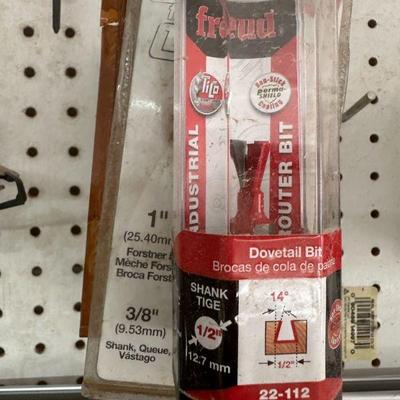 freud
TiCo
Non-Stick
perma-
SHIELD
Coating
INDUSTRIAL
ROUTER BIT
1"
(25.40mm)
Forstner
Mèche Fors
Broca Forst
3/8"
(9.53mm)
Shank, Queue,
Vástago
Dovetail Bit
Brocas de cola de
SHANK
TIGE
1/2"
12,7 mm
14°
1/2"
22-112